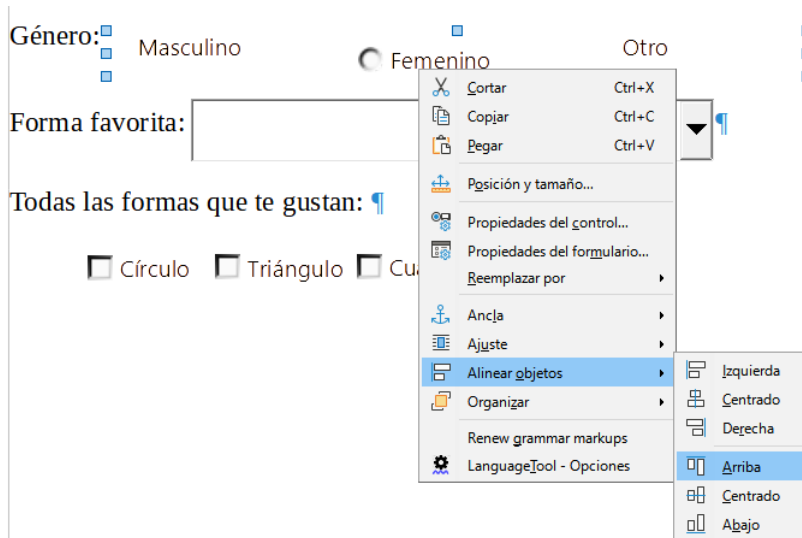 Género:
Masculino
Femenino
Otro
Cortar Ctrl+X
Copiar Ctrl+C
Pegar Ctrl+V
Forma favorita: ¶
Posición y tamaño...
Todas las formas que te gustan: ¶
Propiedades del control...
Propiedades del formulario...
Reemplazar por
Círculo Triángulo Cua
Ancla
Ajuste
Alinear objetos
Organizar
Renew grammar markups
LanguageTool - Opciones
Izquierda
Centrado
Derecha
Arriba
Centrado
Abajo